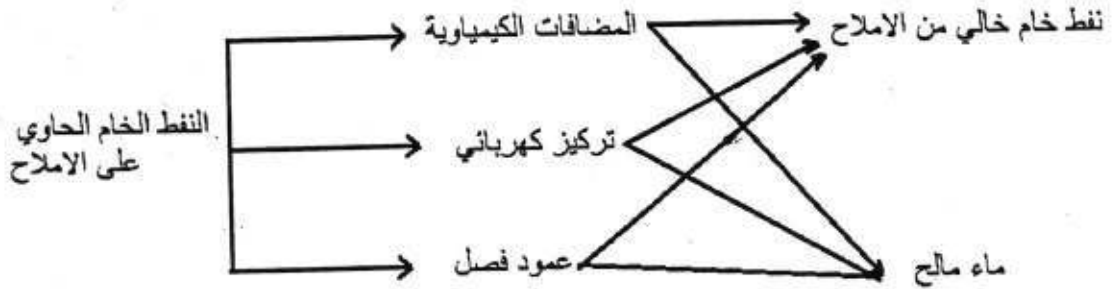 المضافات الكيمياوية
نفط خام خالي من الاملاح
النفط الخام الحاوي
على الاملاح
تركيز كهربائي
عمود فصل
ماء مالح